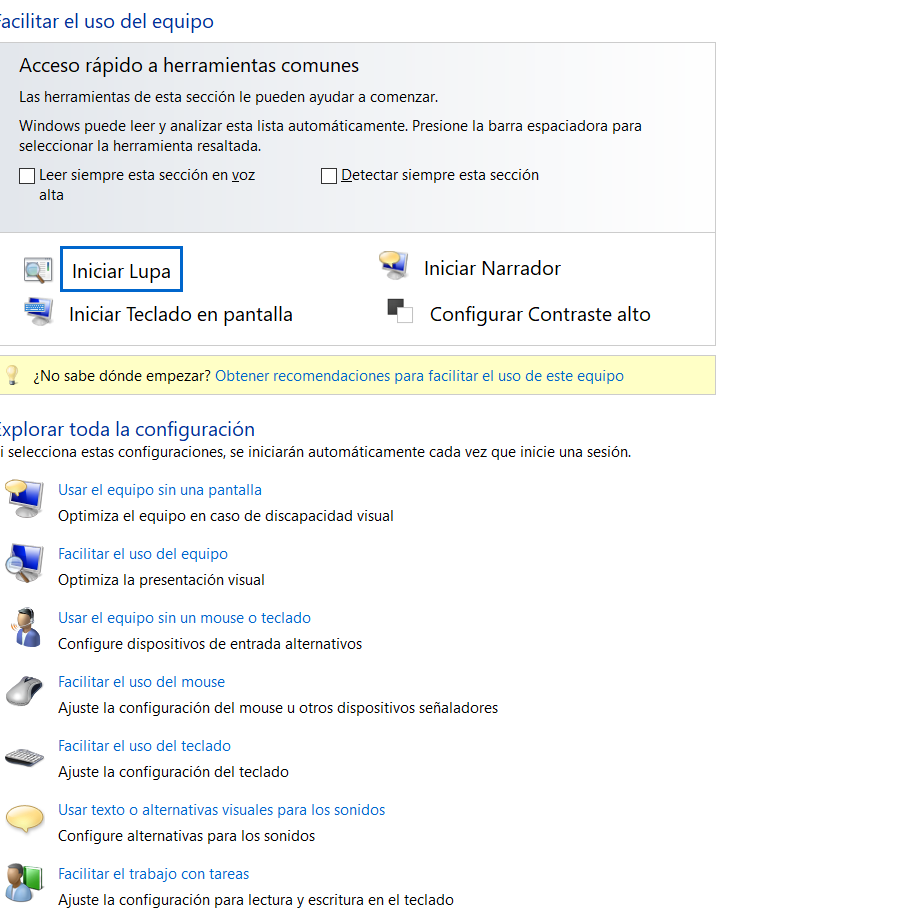 Facilitar el uso del equipo
Acceso rápido a herramientas comunes
Las herramientas de esta sección le pueden ayudar a comenzar.
Windows puede leer y analizar esta lista automáticamente. Presione la barra espaciadora para
seleccionar la herramienta resaltada.
Leer siempre esta sección en voz
alta
Detectar siempre esta sección
Iniciar Lupa
Iniciar Narrador
Iniciar Teclado en pantalla
Configurar Contraste alto
¿No sabe dónde empezar? Obtener recomendaciones para facilitar el uso de este equipo
Explorar toda la configuración
i selecciona estas configuraciones, se iniciarán automáticamente cada vez que inicie una sesión.
Usar el equipo sin una pantalla
Optimiza el equipo en caso de discapacidad visual
Facilitar el uso del equipo
Optimiza la presentación visual
Usar el equipo sin un mouse o teclado
Configure dispositivos de entrada alternativos
Facilitar el uso del mouse
Ajuste la configuración del mouse u otros dispositivos señaladores
Facilitar el uso del teclado
Ajuste la configuración del teclado
Usar texto o alternativas visuales para los sonidos
Configure alternativas para los sonidos
Facilitar el trabajo con tareas
Ajuste la configuración para lectura y escritura en el teclado